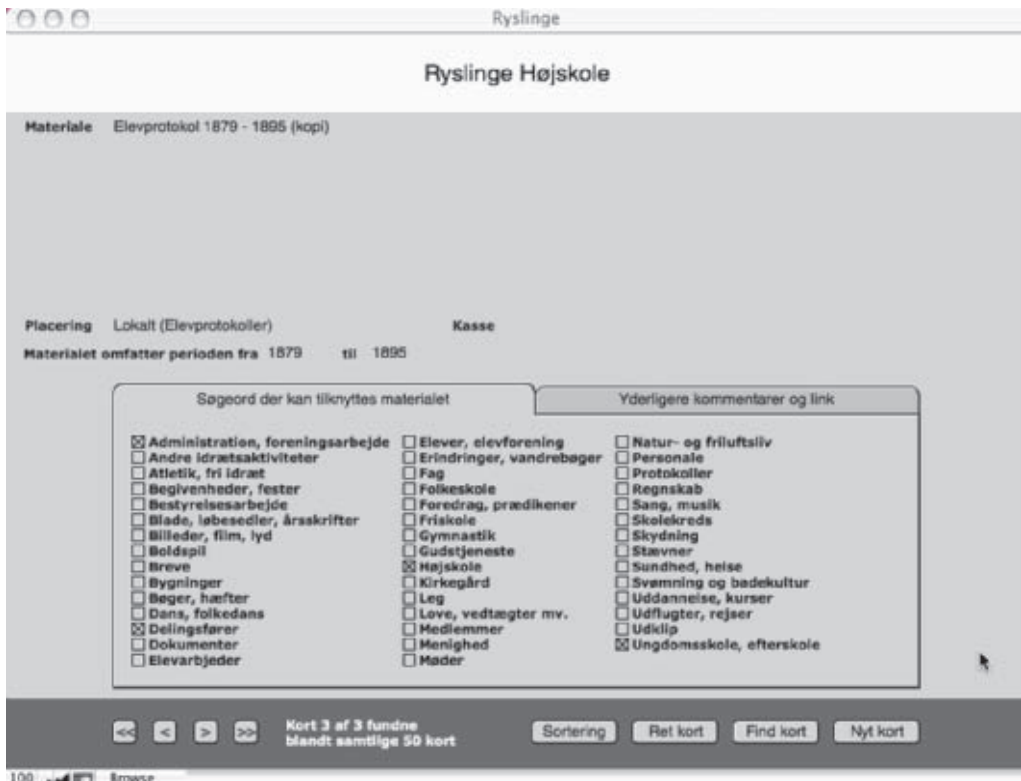 Ryslinge
Ryslinge Højskole
Materiale Elevprotokol 1879 - 1895 (kopi)
Placering Lokalt (Elevprotokoller) Kasse
Materialet omfatter perioden fra 1879 til 1895
Søgeord der kan tilknyttes materialet Yderligere kommentarer og link
Administration, foreningsarbejde Elever, elevforening Natur- og friluftsliv
Andre idrætsaktiviteter Erindringer, vandrebøger Personale
Atletik, fri idræt Fag Protokoller
Begivenheder, fester Folkeskole Regnskab
Bestyrelsesarbejde Foredrag, prædikener Sang, musik
Blade, løbesedler, årsskrifter Friskole Skolekreds
Billeder, film, lyd Gymnastik Skydning
Boldspil Gudstjeneste Stævner
Breve Højskole Sundhed, helse
Bygninger Kirkegård Svømning og badekultur
Bøger, hæfter Leg Uddannelse, kurser
Dans, folkedans Love, vedtægter mv. Udflugter, rejser
Delingsfører Medlemmer Udklip
Dokumenter Menighed Ungdomsskole, efterskole
Elevarbjeder Møder
<< < > >> Kort 3 af 3 fundne Sortering Ret kort Find kort Nyt kort
blandt samtlige 50 kort
100 Browse